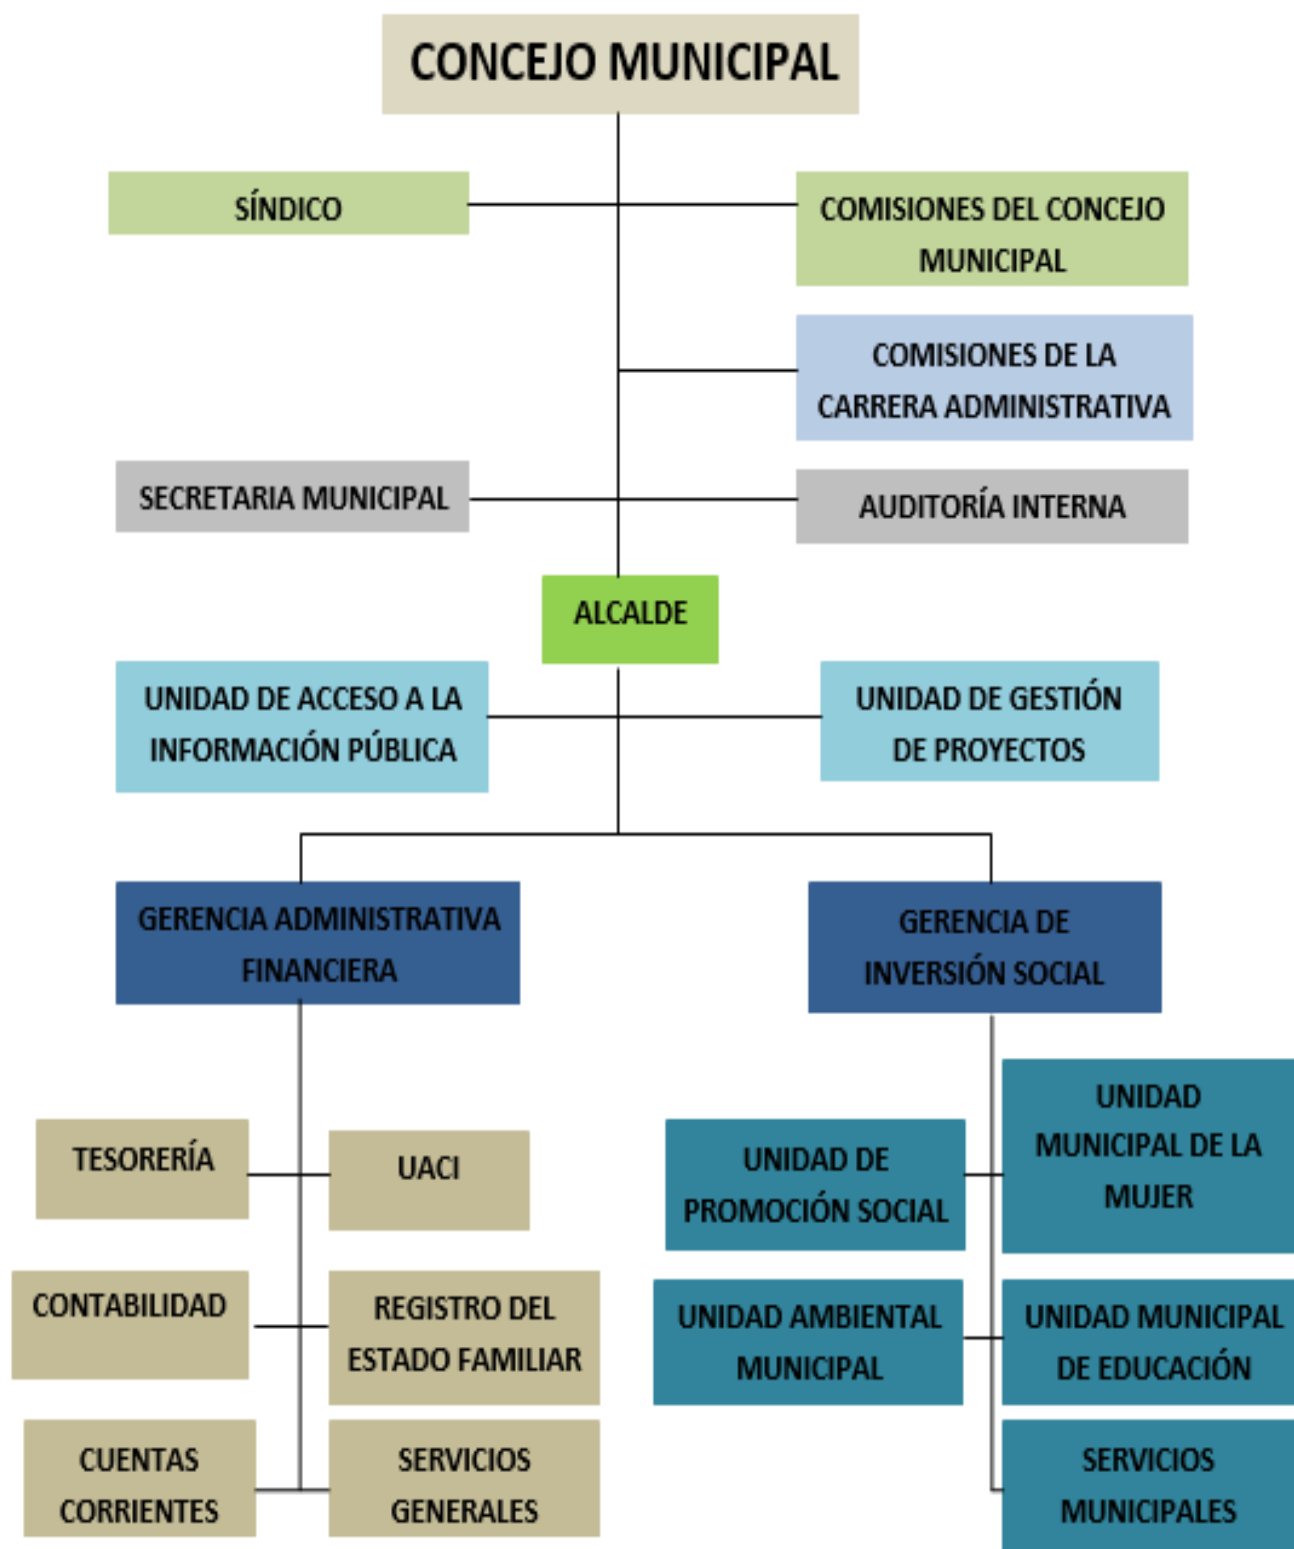 CONCEJO MUNICIPAL
SÍNDICO
COMISIONES DEL CONCEJO
MUNICIPAL
COMISIONES DE LA
CARRERA ADMINISTRATIVA
SECRETARIA MUNICIPAL
AUDITORÍA INTERNA
ALCALDE
UNIDAD DE ACCESO A LA
INFORMACIÓN PÚBLICA
UNIDAD DE GESTIÓN
DE PROYECTOS
GERENCIA ADMINISTRATIVA
FINANCIERA
GERENCIA DE
INVERSIÓN SOCIAL
TESORERÍA
UACI
CONTABILIDAD
REGISTRO DEL
ESTADO FAMILIAR
CUENTAS
CORRIENTES
SERVICIOS
GENERALES
UNIDAD DE
PROMOCIÓN SOCIAL
UNIDAD
MUNICIPAL DE LA
MUJER
UNIDAD AMBIENTAL
MUNICIPAL
UNIDAD MUNICIPAL
DE EDUCACIÓN
SERVICIOS
MUNICIPALES